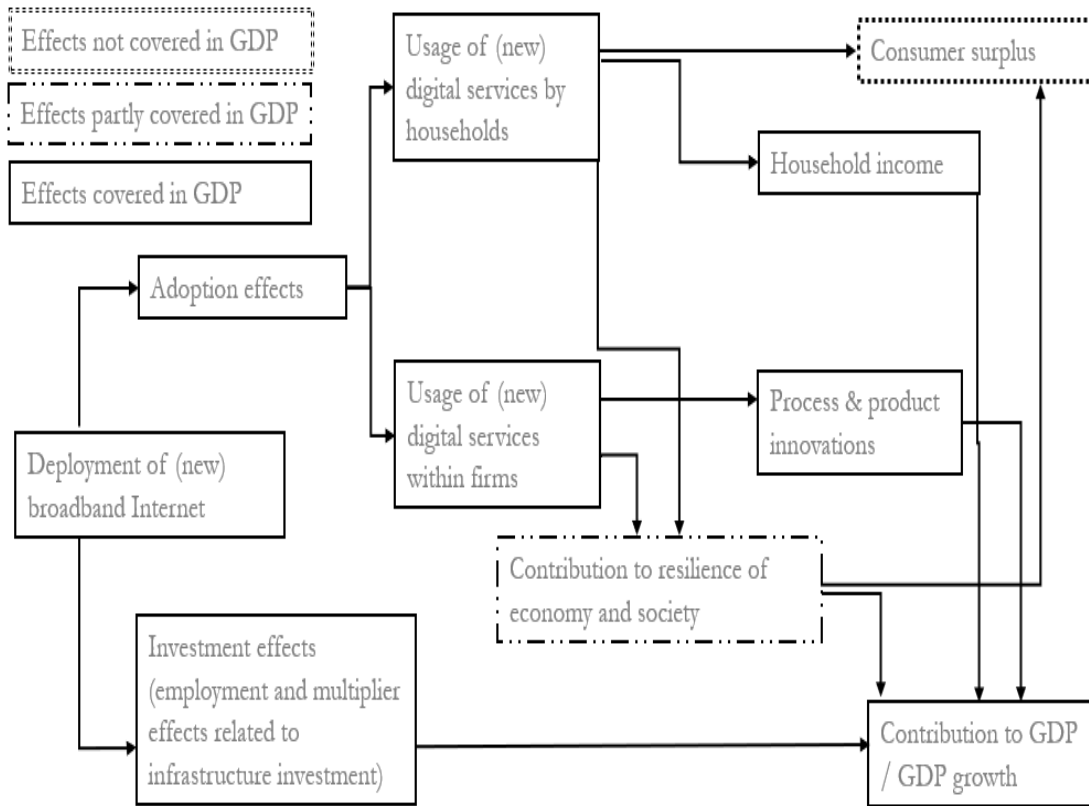 Effects not covered in GDP
Effects partly covered in GDP
Effects covered in GDP
Usage of (new)
digital services by
households
Consumer surplus
Household income
Adoption effects
Usage of (new)
digital services
within firms
Process & product
innovations
Deployment of (new)
broadband Internet
Contribution to resilience of
economy and society
Investment effects
(employment and multiplier
effects related to
infrastructure investment)
Contribution to GDP
/ GDP growth